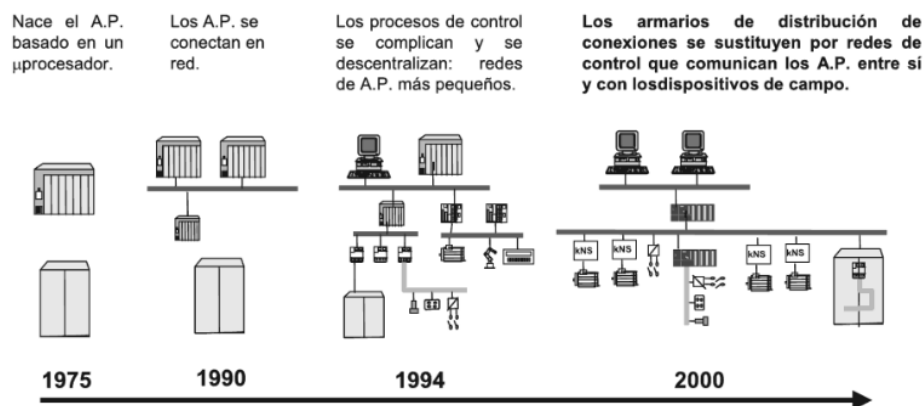 Nace el A.P.
basado en un
μprocesador.
Los A.P. se
conectan en
red.
Los procesos de control
se complican y se
descentralizan: redes
de A.P. más pequeños.
Los armarios de distribución de
conexiones se sustituyen por redes de
control que comunican los A.P. entre sí
y con losdispositivos de campo.
kNS
kNS
kNS
kNS
1975
1990
1994
2000